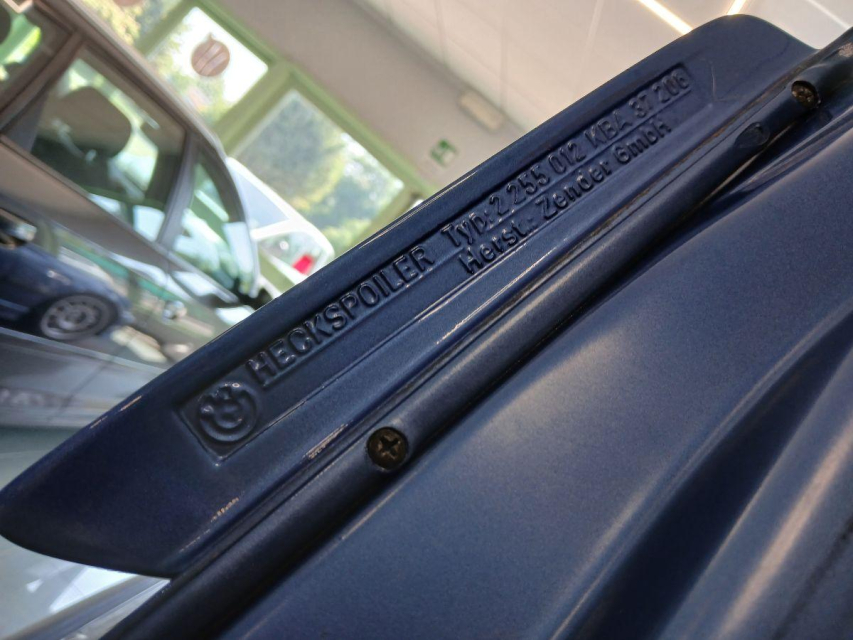 HECKSPOILER Typ: 2 255 012 KBA 37 206
Herst.: Zender GmbH